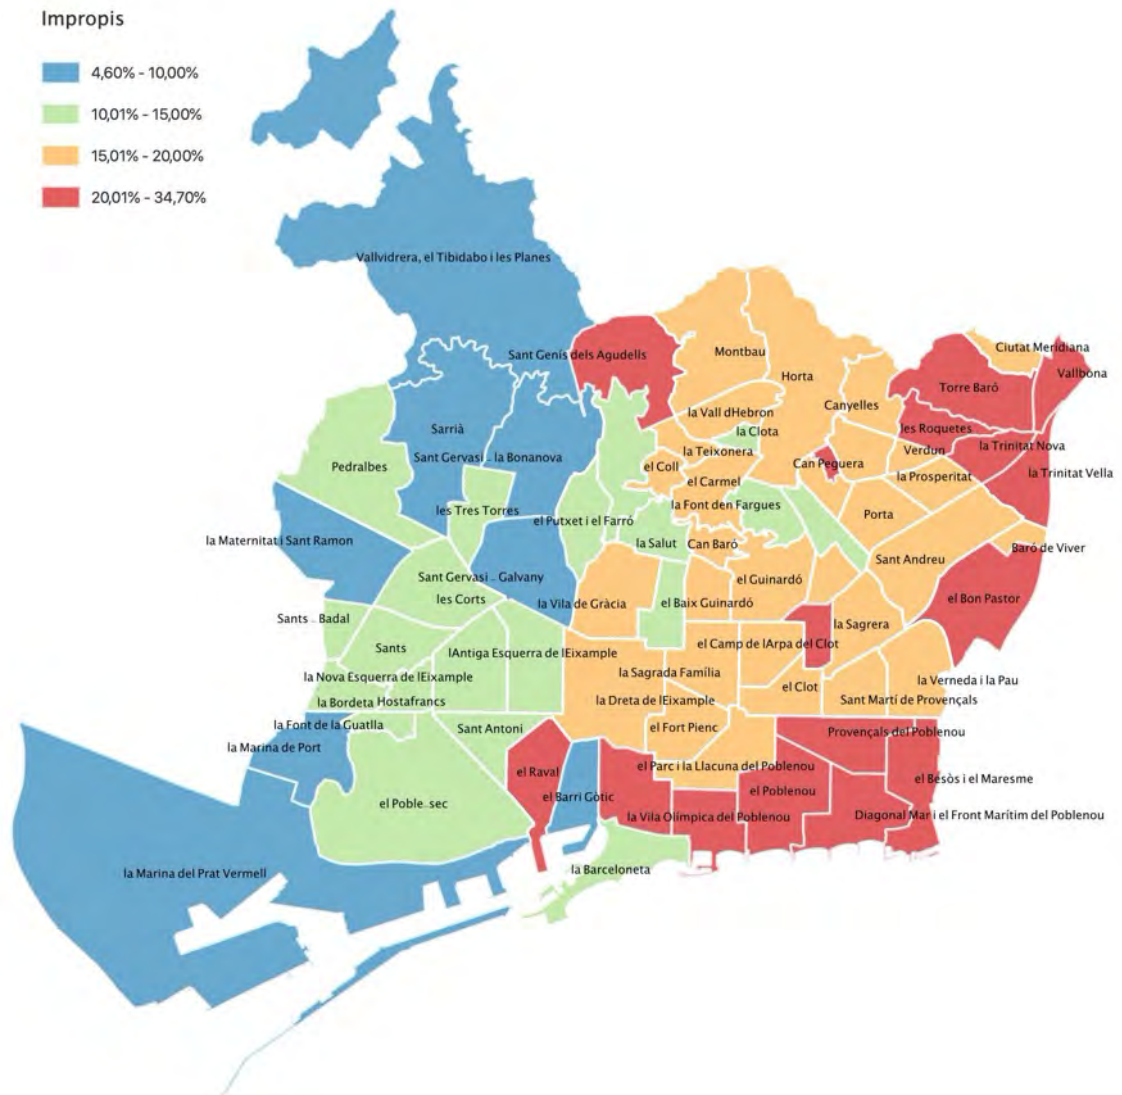 Impropis
4,60% - 10,00%
10,01% - 15,00%
15,01% - 20,00%
20,01% - 34,70%
Vallvidrera, el Tibidabo i les Planes
Sant Genís dels Agudells
Montbau
Ciutat Meridiana
Vallbona
Horta
Torre Baró
la Vall dHebron
Canyelles
Sarrià
la Clota
les Roquetes
la Trinitat Nova
Sant Gervasi - la Bonanova
la Teixonera
Verdun
Pedralbes
el Coll
Can Peguera
la Trinitat Vella
el Carmel
la Prosperitat
les Tres Torres
la Font den Fargues
Porta
el Putxet i el Farró
la Maternitat i Sant Ramon
la Salut
Can Baró
Baró de Viver
Sant Andreu
Sant Gervasi - Galvany
el Guinardó
les Corts
la Vila de Gràcia
el Baix Guinardó
el Bon Pastor
Sants - Badal
la Sagrera
Sants
lAntiga Esquerra de lEixample
el Camp de lArpa del Clot
la Nova Esquerra de lEixample
la Sagrada Família
la Verneda i la Pau
el Clot
la Bordeta
Hostafrancs
la Dreta de lEixample
Sant Martí de Provençals
la Font de la Guatlla
Sant Antoni
el Fort Pienc
Provençals del Poblenou
la Marina de Port
el Raval
el Parc i la Llacuna del Poblenou
el Besòs i el Maresme
el Poblenou
el Barri Gòtic
el Poble-sec
la Vila Olímpica del Poblenou
Diagonal Mar i el Front Marítim del Poblenou
la Marina del Prat Vermell
la Barceloneta